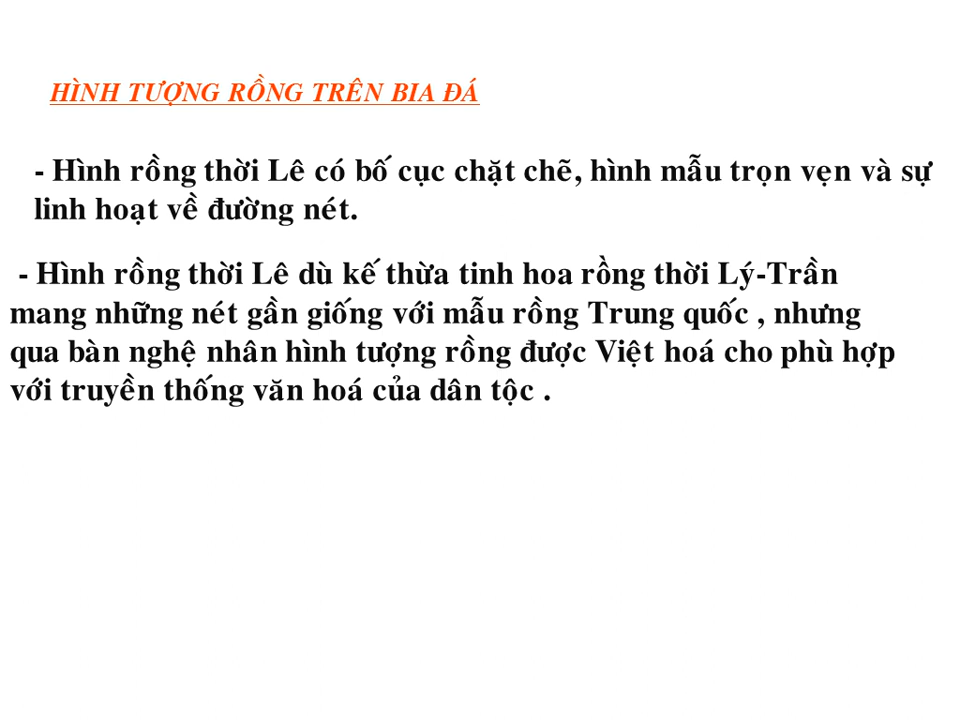 HÌNH TƯỢNG RỒNG TRÊN BIA ĐÁ
- Hình rồng thời Lê có bố cục chặt chẽ, hình mẫu trọn vẹn và sự
linh hoạt về đường nét.
- Hình rồng thời Lê dù kế thừa tinh hoa rồng thời Lý-Trần
mang những nét gần giống với mẫu rồng Trung quốc , nhưng
qua bàn nghệ nhân hình tượng rồng được Việt hoá cho phù hợp
với truyền thống văn hoá của dân tộc .